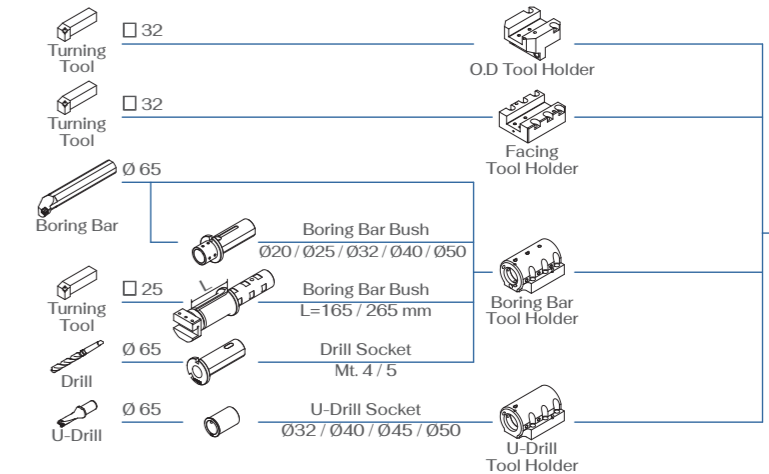 □ 32
Turning
Tool
O.D Tool Holder
□ 32
Turning
Tool
Facing
Tool Holder
Ø 65
Boring Bar
Boring Bar Bush
Ø20 / Ø25 / Ø32 / Ø40 / Ø50
□ 25
Turning
Tool
L
Boring Bar Bush
L=165 / 265 mm
Boring Bar
Tool Holder
Ø 65
Drill
Drill Socket
Mt. 4 / 5
Ø 65
U-Drill
U-Drill Socket
Ø32 / Ø40 / Ø45 / Ø50
U-Drill
Tool Holder